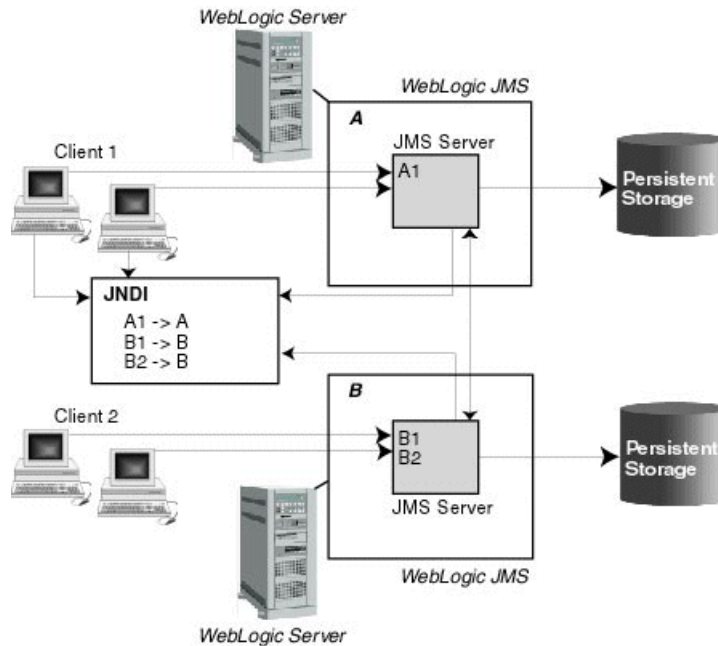 WebLogic Server
WebLogic JMS
A
Client 1
JMS Server
A1
Persistent
Storage
JNDI
A1 -> A
B1 -> B
B2 -> B
B
Client 2
B1
B2
JMS Server
Persistent
Storage
WebLogic JMS
WebLogic Server